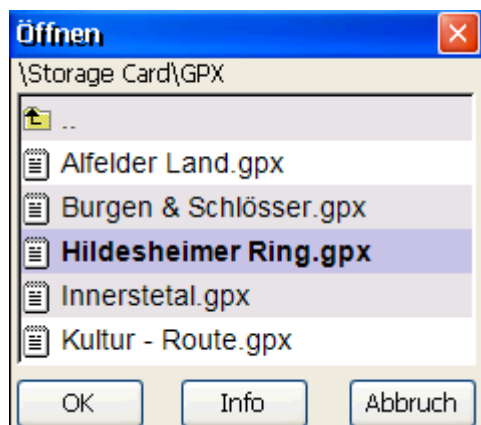 Öffnen
\Storage Card\GPX
..
Alfelder Land.gpx
Burgen & Schlösser.gpx
Hildesheimer Ring.gpx
Innerstetal.gpx
Kultur - Route.gpx
OK Info Abbruch